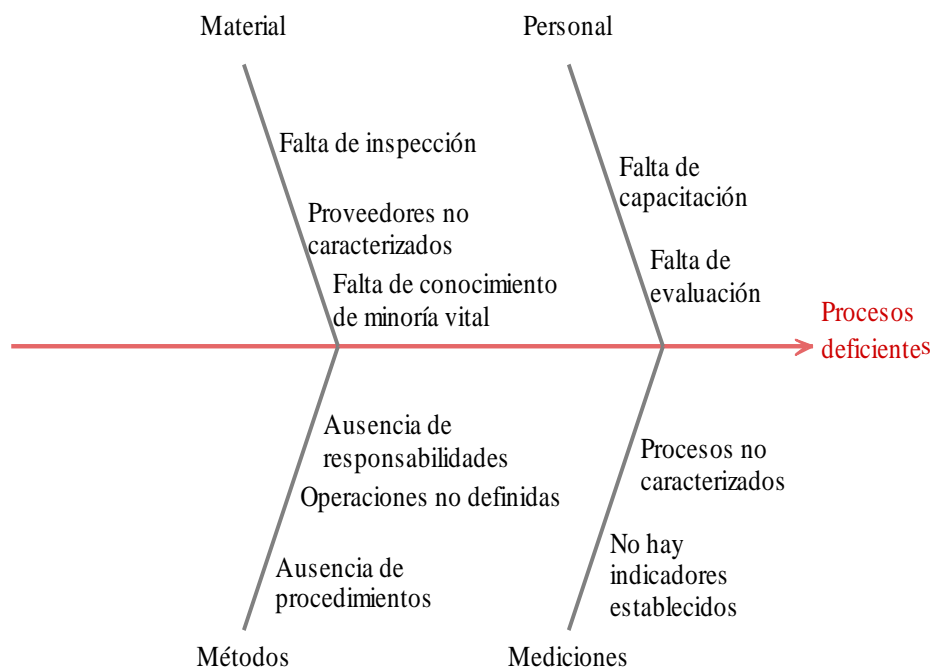 Material
Personal
Falta de inspección
Proveedores no
caracterizados
Falta de conocimiento
de minoría vital
Falta de
capacitación
Falta de
evaluación
Procesos
deficientes
Ausencia de
responsabilidades
Operaciones no definidas
Ausencia de
procedimientos
Procesos no
caracterizados
No hay
indicadores
establecidos
Métodos
Mediciones